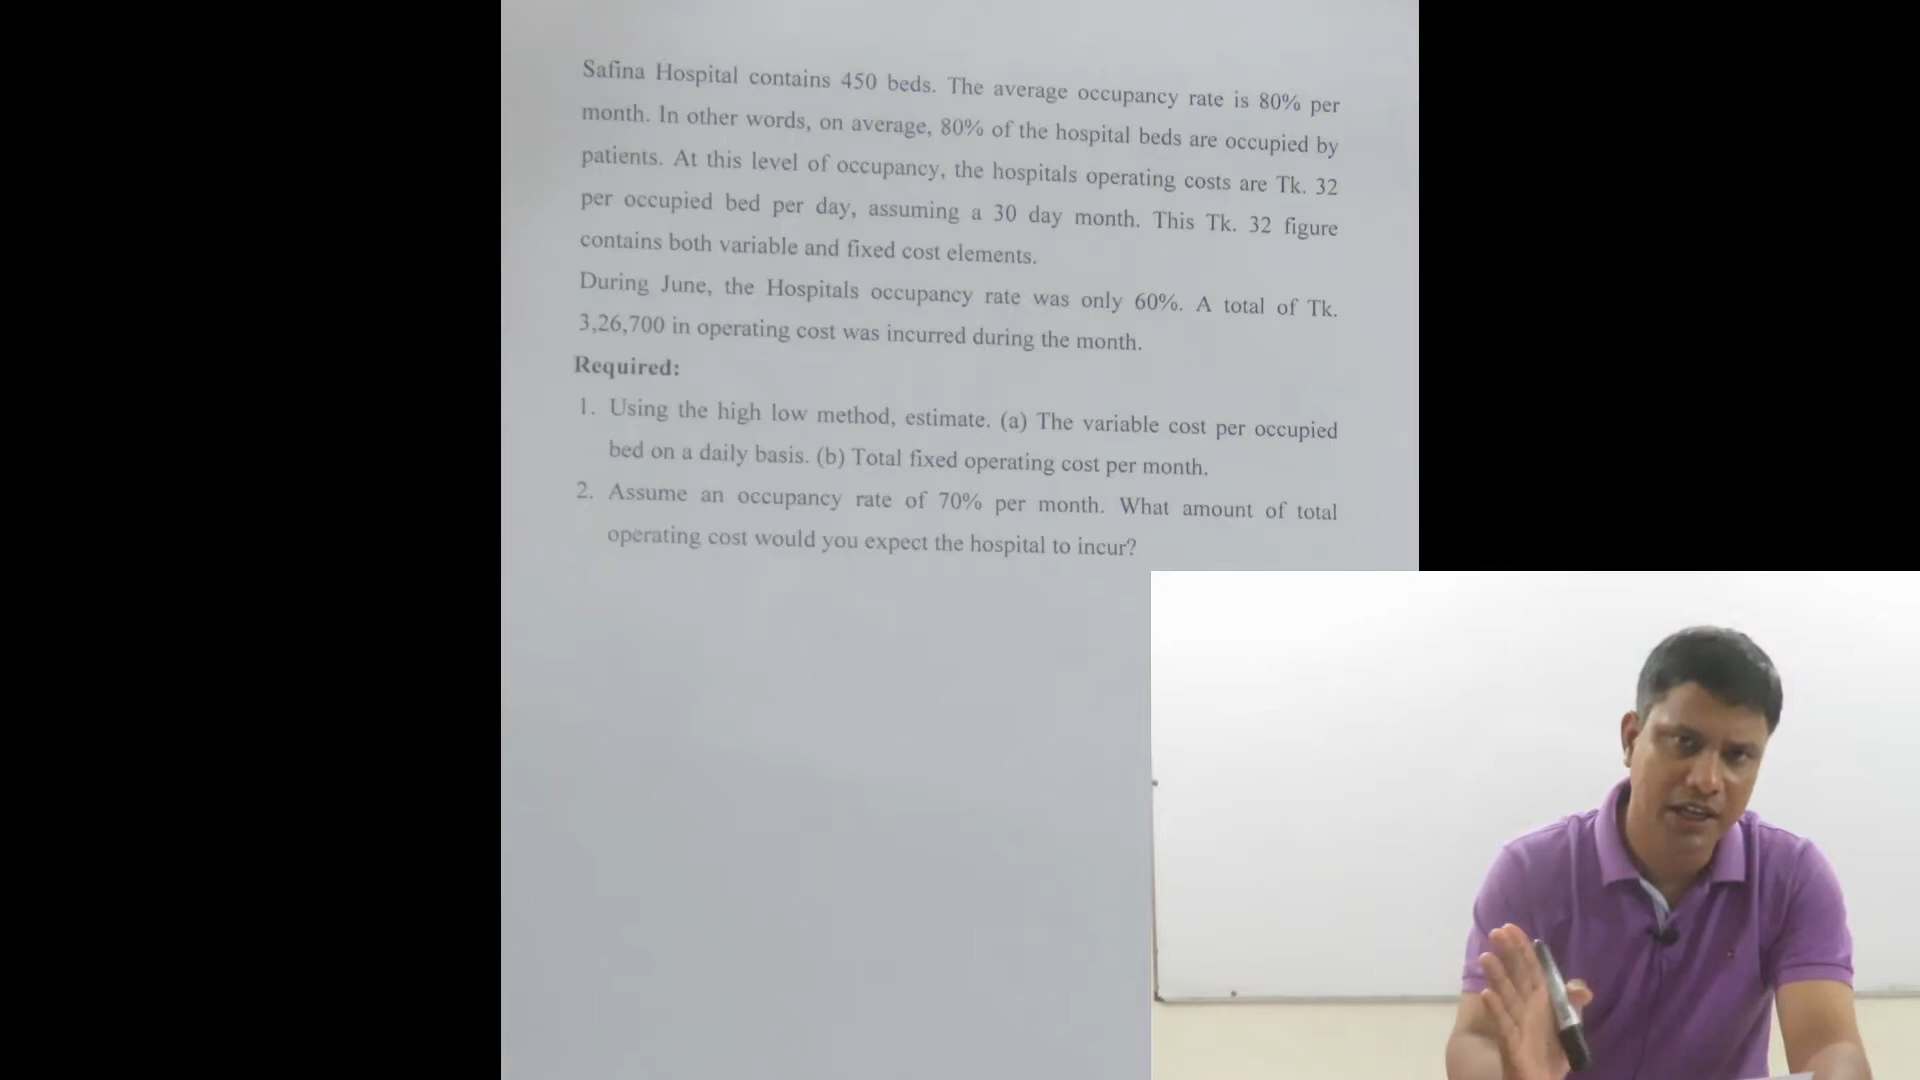 Safina Hospital contains 450 beds. The average occupancy rate is 80% per
month. In other words, on average, 80% of the hospital beds are occupied by
patients. At this level of occupancy, the hospitals operating costs are Tk. 32
per occupied bed per day, assuming a 30 day month. This Tk. 32 figure
contains both variable and fixed cost elements.
During June, the Hospitals occupancy rate was only 60%. A total of Tk.
3,26,700 in operating cost was incurred during the month.
Required:
1. Using the high low method, estimate. (a) The variable cost per occupied
bed on a daily basis. (b) Total fixed operating cost per month.
2. Assume an occupancy rate of 70% per month. What amount of total
operating cost would you expect the hospital to incur?